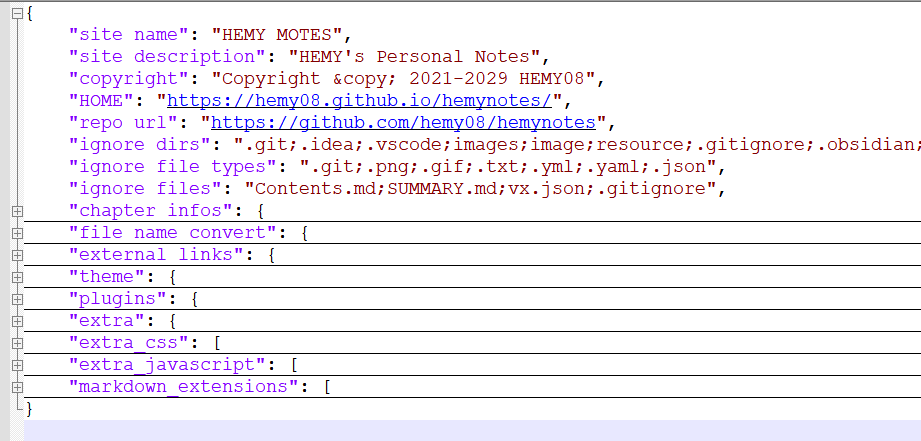 {
"site name": "HEMY MOTES",
"site description": "HEMY's Personal Notes",
"copyright": "Copyright &copy; 2021-2029 HEMY08",
"HOME": "https://hemy08.github.io/hemynotes/",
"repo url": "https://github.com/hemy08/hemynotes",
"ignore dirs": ".git;.idea;.vscode;images;image;resource;.gitignore;.obsidian;
"ignore file types": ".git;.png;.gif;.txt;.yml;.yaml;.json",
"ignore files": "Contents.md;SUMMARY.md;vx.json;.gitignore",
"chapter infos": {
"file name convert": {
"external links": {
"theme": {
"plugins": {
"extra": {
"extra_css": [
"extra_javascript": [
"markdown_extensions": [
}